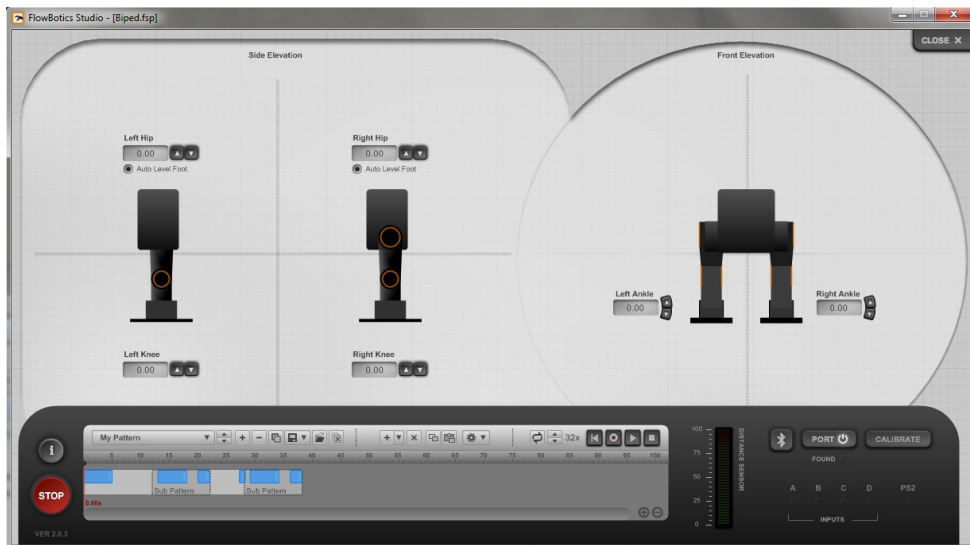 FlowBotics Studio - [Biped.fsp]
CLOSE X
Side Elevation
Front Elevation
Left Hip
0.00
Auto Level Foot
Right Hip
0.00
Auto Level Foot
Left Ankle
0.00
Right Ankle
0.00
Left Knee
0.00
Right Knee
0.00
i
STOP
VER 2.0.3
My Pattern
32x
5 10 15 20 25 30 35 40 45 50 55 60 65 70 75 80 85 90 95 100
Sub Pattern
Sub Pattern
0.00s
100
75
50
25
0
DISTANCE SENSOR
PORT
CALIBRATE
FOUND
A B C D PS2
INPUTS